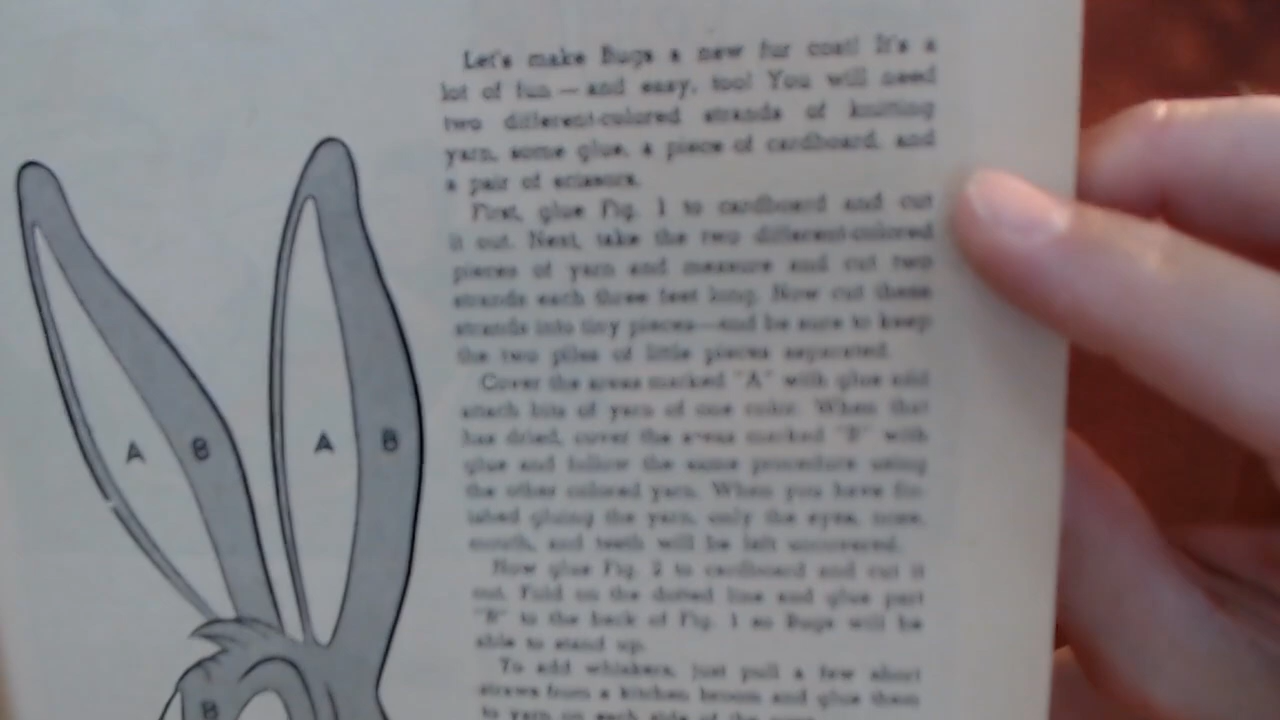 Let's make Bugs a new fur coat! It's a
lot of fun — and easy, too! You will need
two different-colored strands of knitting
yarn, some glue, a piece of cardboard, and
a pair of scissors.
First, glue Fig. 1 to cardboard and cut
it out. Next, take the two different-colored
pieces of yarn and measure and cut two
strands each three feet long. Now cut these
strands into tiny pieces—and be sure to keep
the two piles of little pieces separated.
Cover the areas marked "A" with glue and
attach bits of yarn of one color. When that
has dried, cover the areas marked "B" with
glue and follow the same procedure using
the other colored yarn. When you have fin-
ished gluing the yarn, only the eyes, nose,
mouth, and teeth will be left uncovered.
Now glue Fig. 2 to cardboard and cut it
out. Fold on the dotted line and glue part
"B" to the back of Fig. 1 so Bugs will be
able to stand up.
To add whiskers, just pull a few short
straws from a kitchen broom and glue them
to yarn on each side of the nose.
A B A B
B